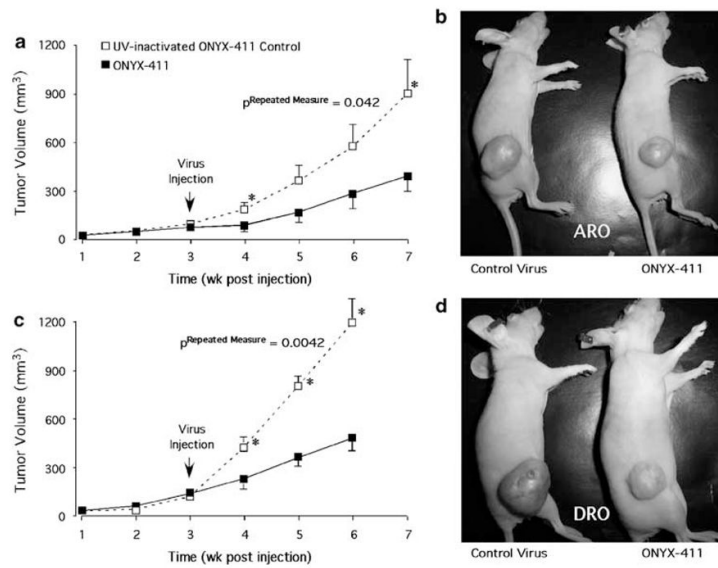 a
1200
900
600
300
0
Tumor Volume (mm³)
UV-inactivated ONYX-411 Control
ONYX-411
pRepeated Measure = 0.042
Virus
Injection
*
*
1 2 3 4 5 6 7
Time (wk post injection)
b
ARO
Control Virus ONYX-411
c
1200
900
600
300
0
Tumor Volume (mm³)
pRepeated Measure = 0.0042
Virus
Injection
*
*
*
1 2 3 4 5 6 7
Time (wk post injection)
d
DRO
Control Virus ONYX-411